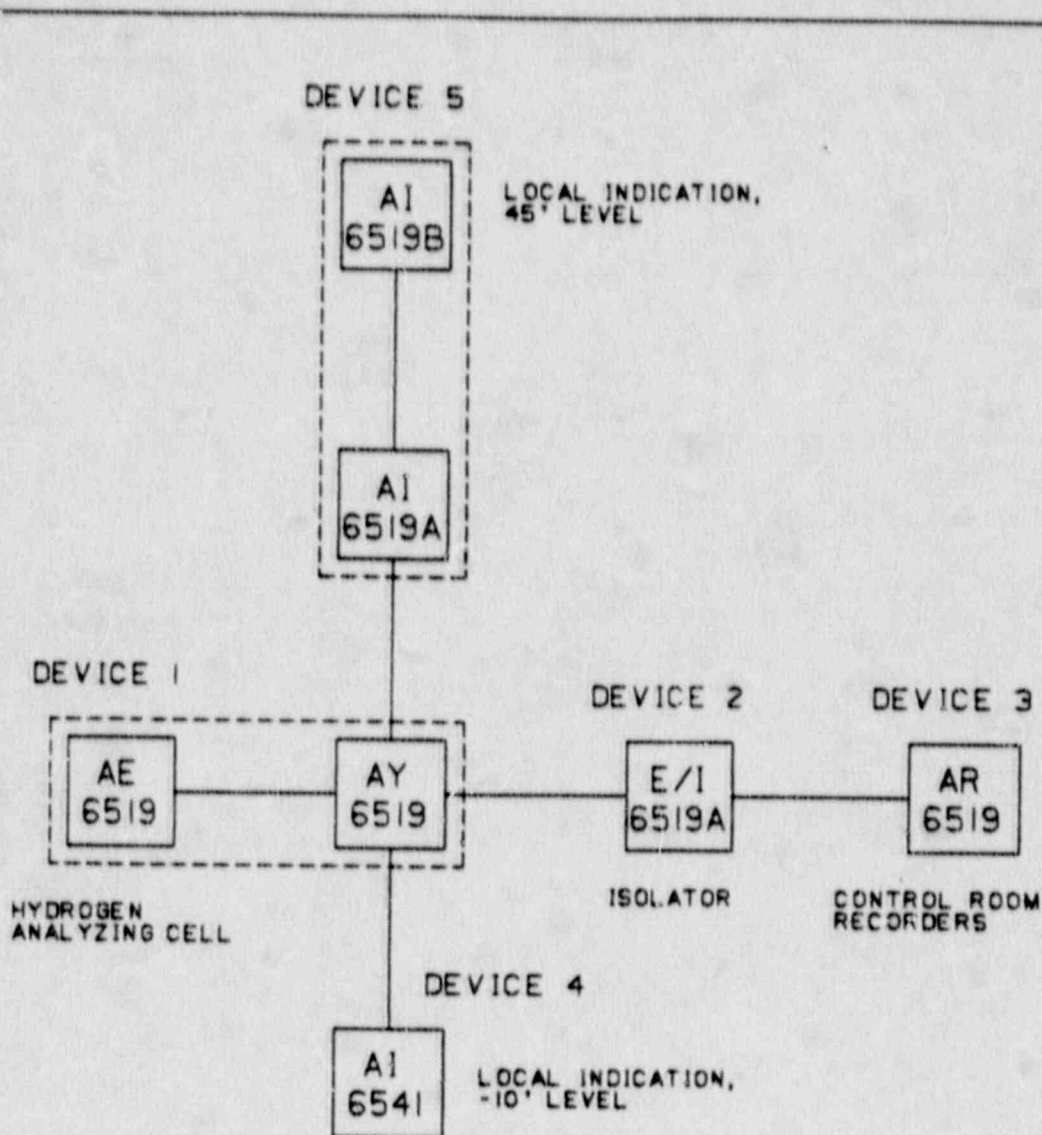 DEVICE 5
AI
6519B
LOCAL INDICATION,
45' LEVEL
AI
6519A
DEVICE 1
DEVICE 2
DEVICE 3
AE
6519
AY
6519
E/I
6519A
AR
6519
HYDROGEN
ANALYZING CELL
ISOLATOR
CONTROL ROOM
RECORDERS
DEVICE 4
AI
6541
LOCAL INDICATION,
-10' LEVEL